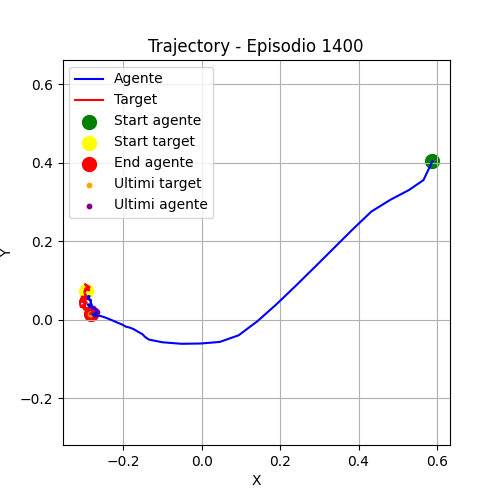 Trajectory - Episodio 1400
Agente
Target
Start agente
Start target
End agente
Ultimi target
Ultimi agente
0.6
0.4
0.2
0.0
−0.2
Y
−0.2
0.0
0.2
0.4
0.6
X